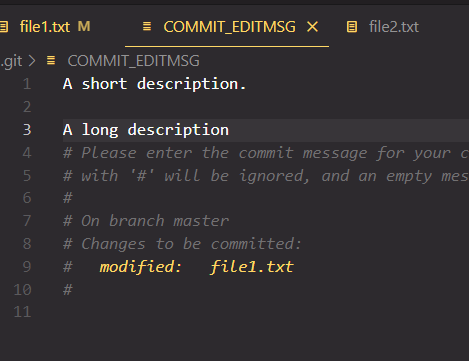 file1.txt M COMMIT_EDITMSG × file2.txt
.git > COMMIT_EDITMSG
1 A short description.
2
3 A long description
4 # Please enter the commit message for your c
5 # with '#' will be ignored, and an empty mes
6 #
7 # On branch master
8 # Changes to be committed:
9 # modified: file1.txt
10 #
11